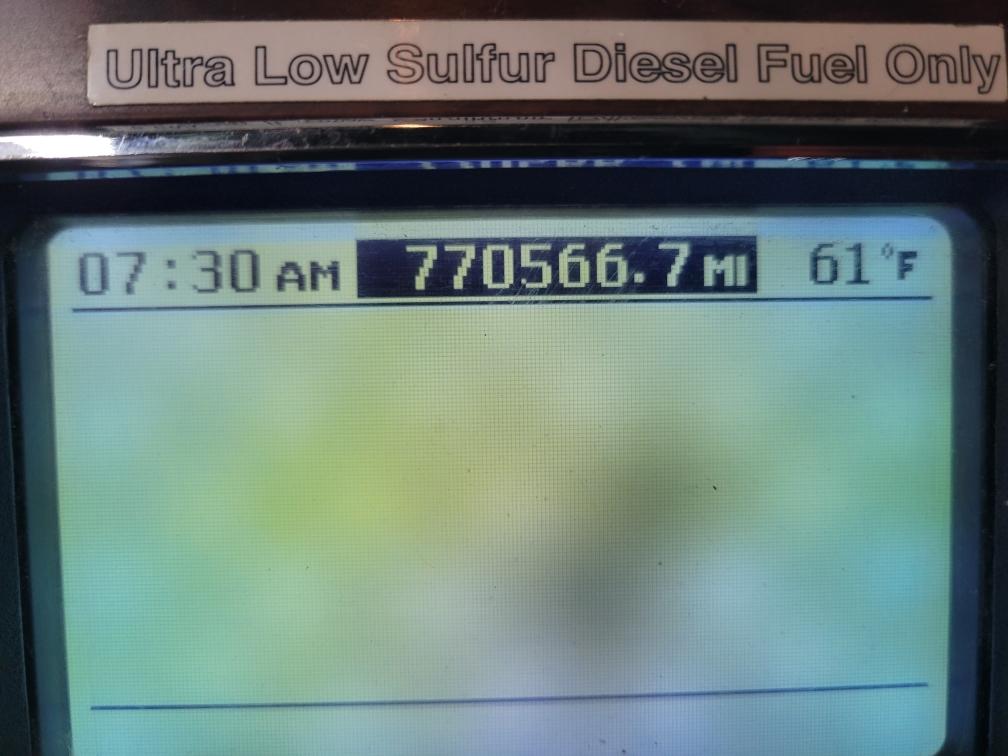 Ultra Low Sulfur Diesel Fuel Only
07:30 AM 770566.7 MI 61°F